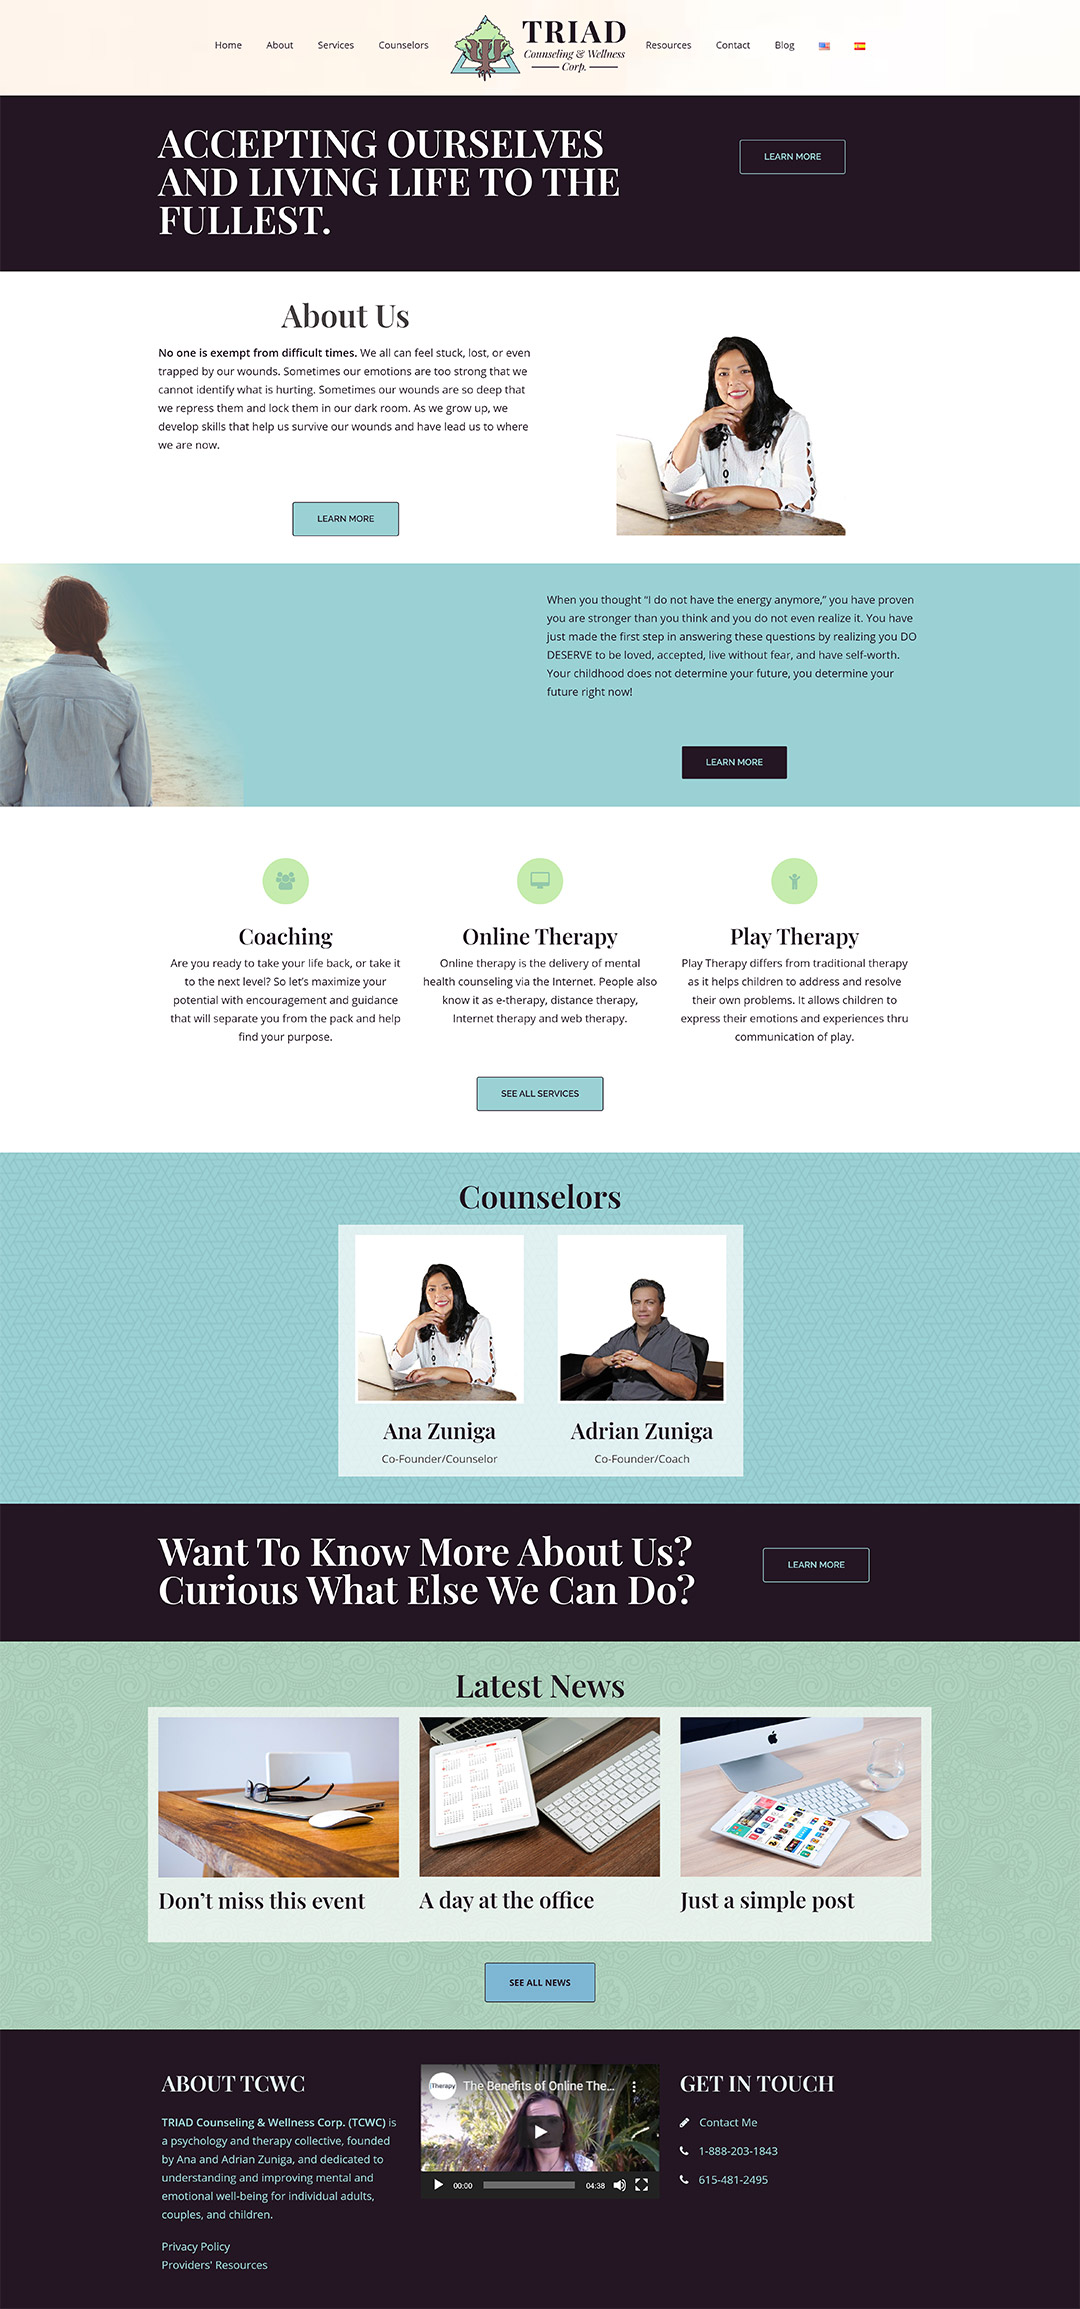 Home
About
Services
Counselors
TRIAD
Counseling & Wellness
Corp.
Resources
Contact
Blog
ACCEPTING OURSELVES
AND LIVING LIFE TO THE
FULLEST.
LEARN MORE
About Us
No one is exempt from difficult times. We all can feel stuck, lost, or even
trapped by our wounds. Sometimes our emotions are too strong that we
cannot identify what is hurting. Sometimes our wounds are so deep that
we repress them and lock them in our dark room. As we grow up, we
develop skills that help us survive our wounds and have lead us to where
we are now.
LEARN MORE
When you thought “I do not have the energy anymore,” you have proven
you are stronger than you think and you do not even realize it. You have
just made the first step in answering these questions by realizing you DO
DESERVE to be loved, accepted, live without fear, and have self-worth.
Your childhood does not determine your future, you determine your
future right now!
LEARN MORE
Coaching
Are you ready to take your life back, or take it
to the next level? So let’s maximize your
potential with encouragement and guidance
that will separate you from the pack and help
find your purpose.
Online Therapy
Online therapy is the delivery of mental
health counseling via the Internet. People also
know it as e-therapy, distance therapy,
Internet therapy and web therapy.
Play Therapy
Play Therapy differs from traditional therapy
as it helps children to address and resolve
their own problems. It allows children to
express their emotions and experiences thru
communication of play.
SEE ALL SERVICES
Counselors
Ana Zuniga
Co-Founder/Counselor
Adrian Zuniga
Co-Founder/Coach
Want To Know More About Us?
Curious What Else We Can Do?
LEARN MORE
Latest News
Don’t miss this event
A day at the office
Just a simple post
SEE ALL NEWS
ABOUT TCWC
TRIAD Counseling & Wellness Corp. (TCWC) is
a psychology and therapy collective, founded
by Ana and Adrian Zuniga, and dedicated to
understanding and improving mental and
emotional well-being for individual adults,
couples, and children.
Privacy Policy
Providers' Resources
iTherapy
The Benefits of Online The...
00:00
04:38
GET IN TOUCH
Contact Me
1-888-203-1843
615-481-2495